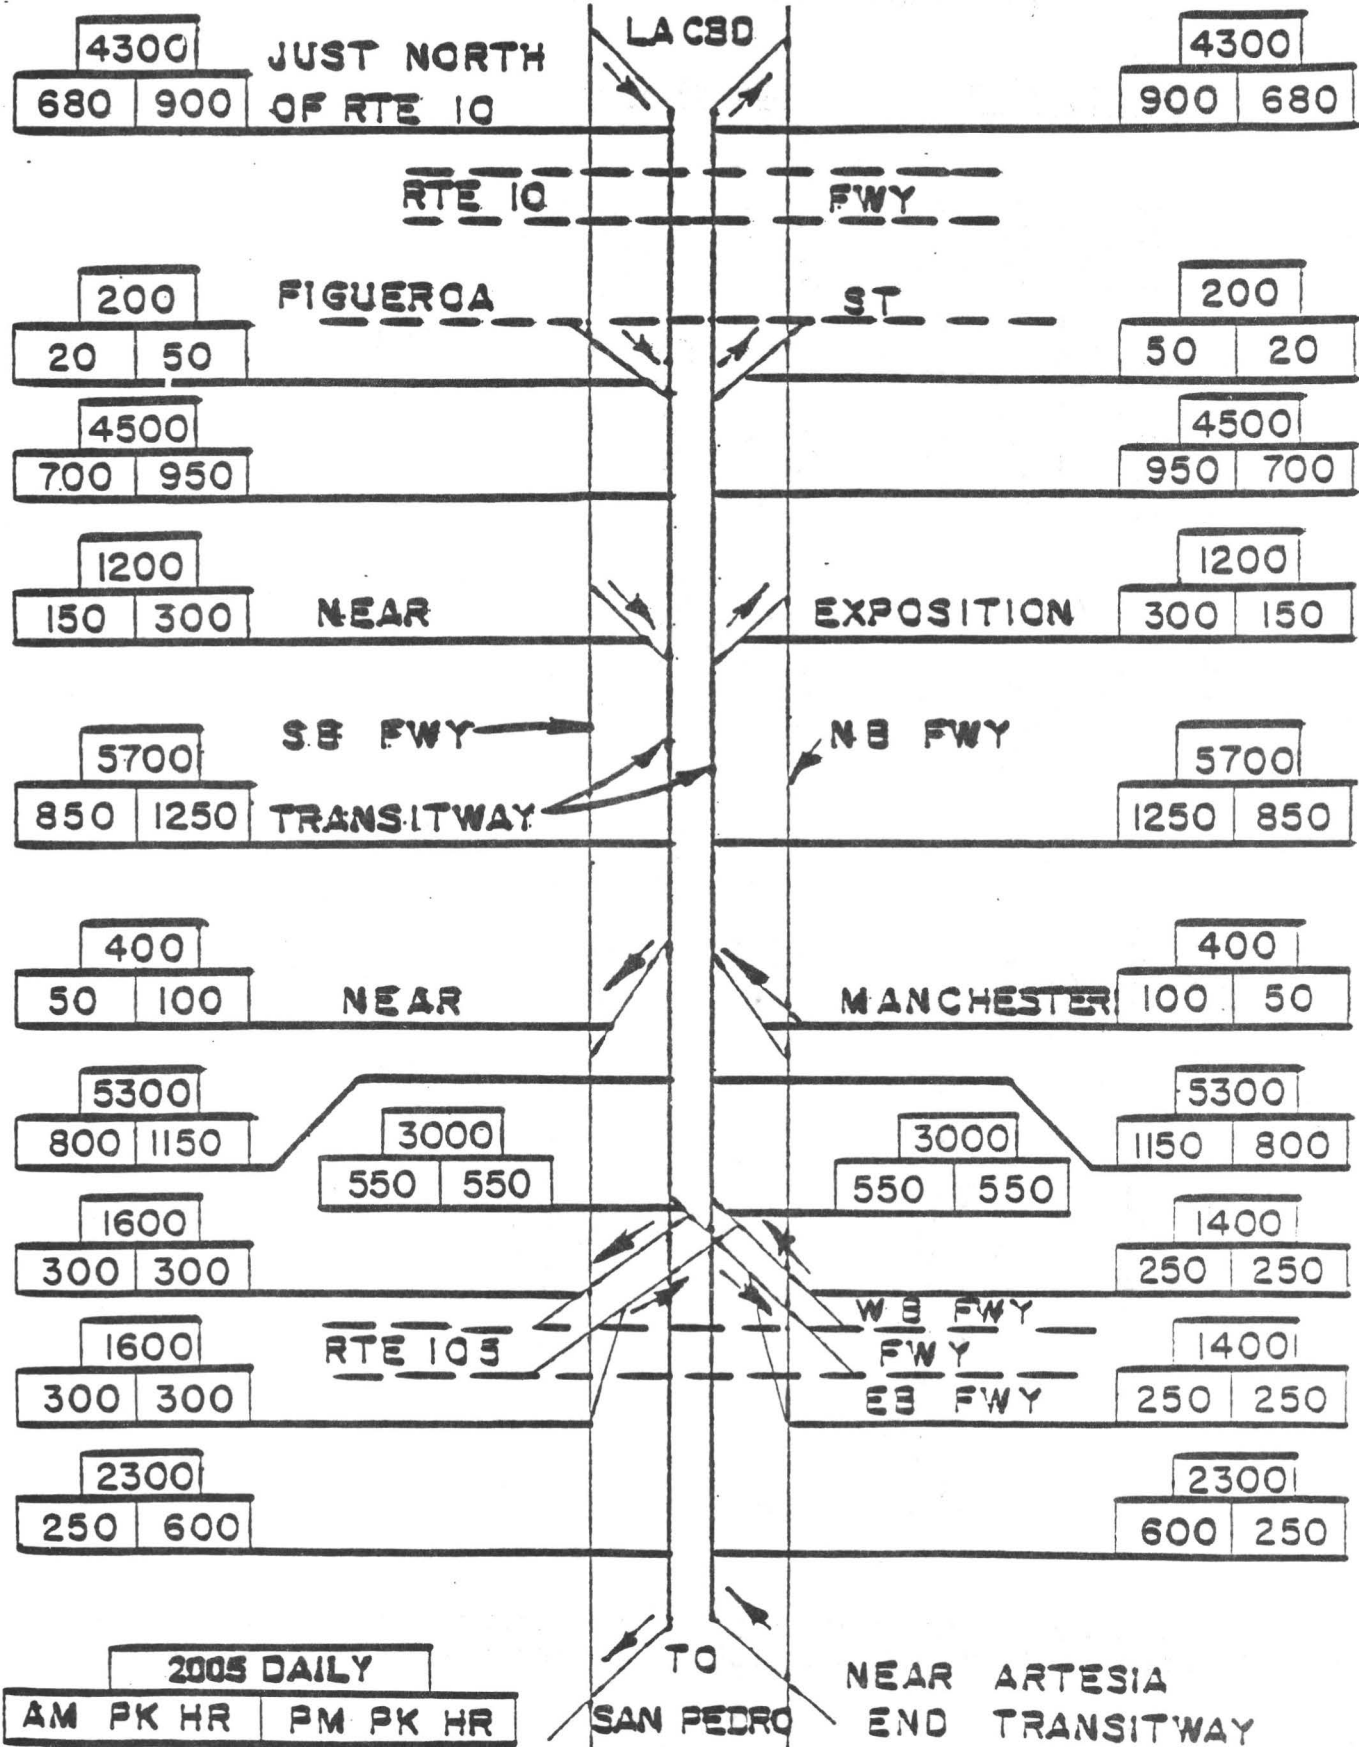 LA CBD
4300
4300
JUST NORTH
680 900
OF RTE 10
900 680
RTE 10 FWY
200
FIGUEROA ST
200
20 50
50 20
4500
4500
700 950
950 700
1200
1200
150 300
NEAR EXPOSITION
300 150
SB FWY
NB FWY
5700
5700
850 1250
TRANSITWAY
1250 850
400
400
50 100
NEAR MANCHESTER
100 50
5300
5300
800 1150
1150 800
3000
3000
550 550
550 550
1600
1400
300 300
250 250
WB FWY
RTE 105 FWY
EB FWY
1600
1400
300 300
250 250
2300
2300
250 600
600 250
2005 DAILY
AM PK HR PM PK HR
TO
SAN PEDRO
NEAR ARTESIA
END TRANSITWAY